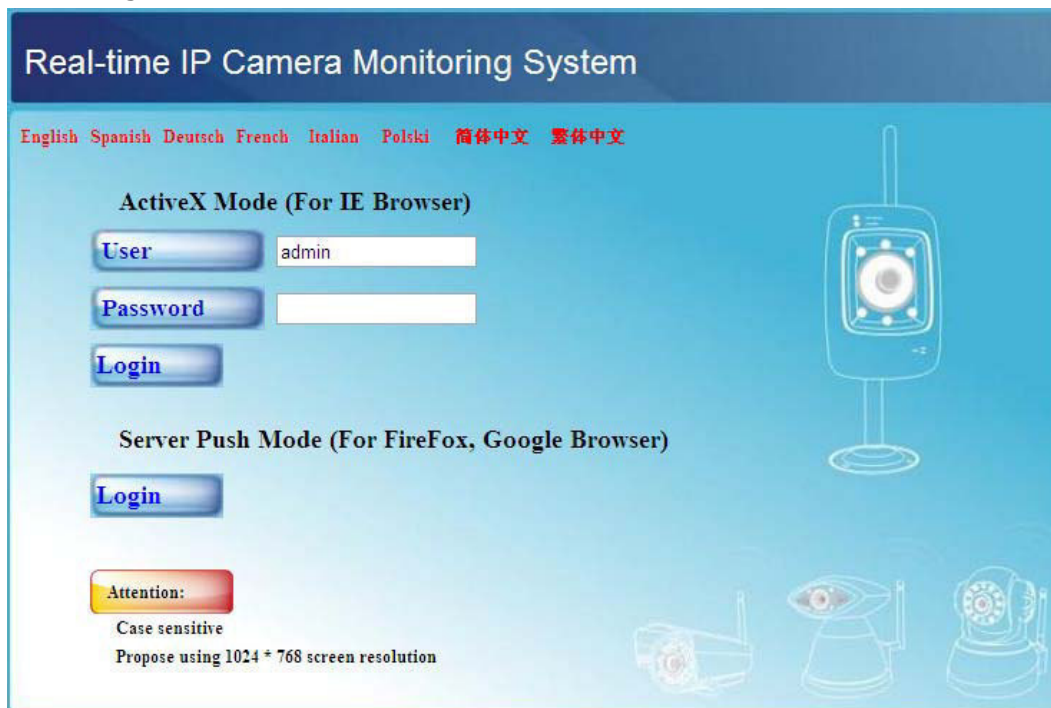 Real-time IP Camera Monitoring System
English Spanish Deutsch French Italian Polski 简体中文 繁体中文
ActiveX Mode (For IE Browser)
User admin
Password
Login
Server Push Mode (For FireFox, Google Browser)
Login
Attention:
Case sensitive
Propose using 1024 * 768 screen resolution